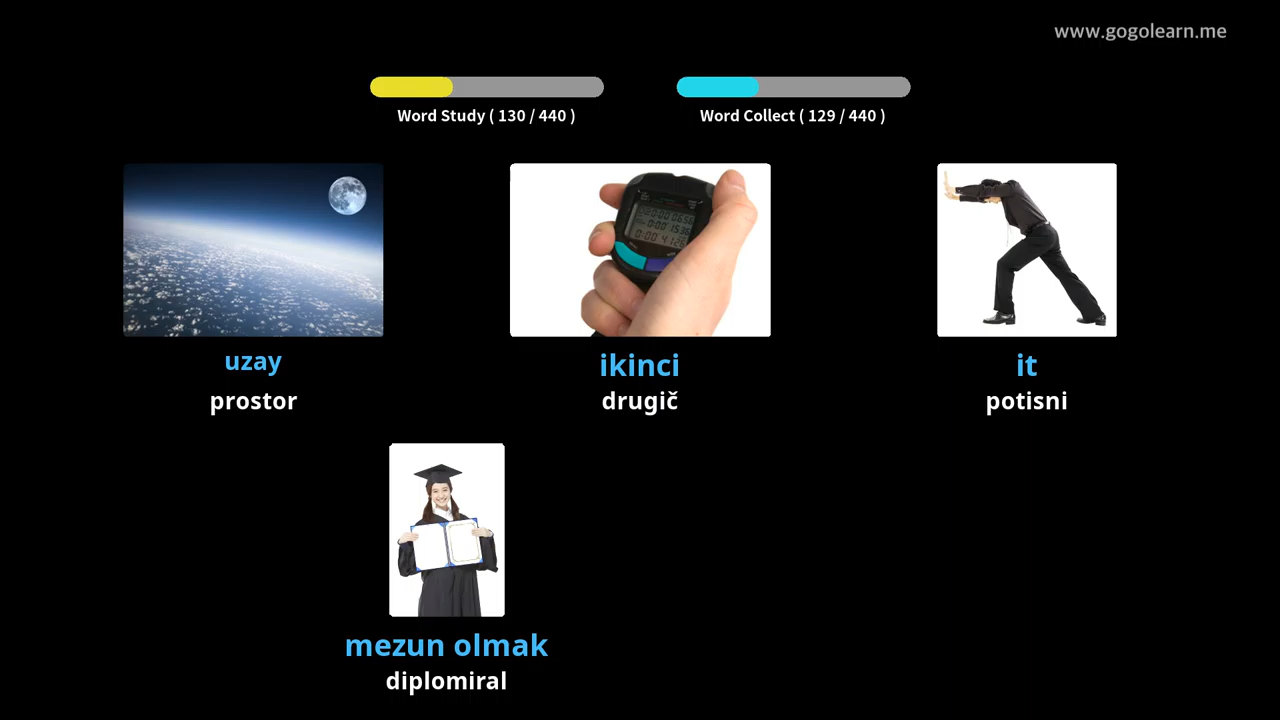 www.gogolearn.me
Word Study ( 130 / 440 )
Word Collect ( 129 / 440 )
uzay
prostor
ikinci
drugič
it
potisni
mezun olmak
diplomiral